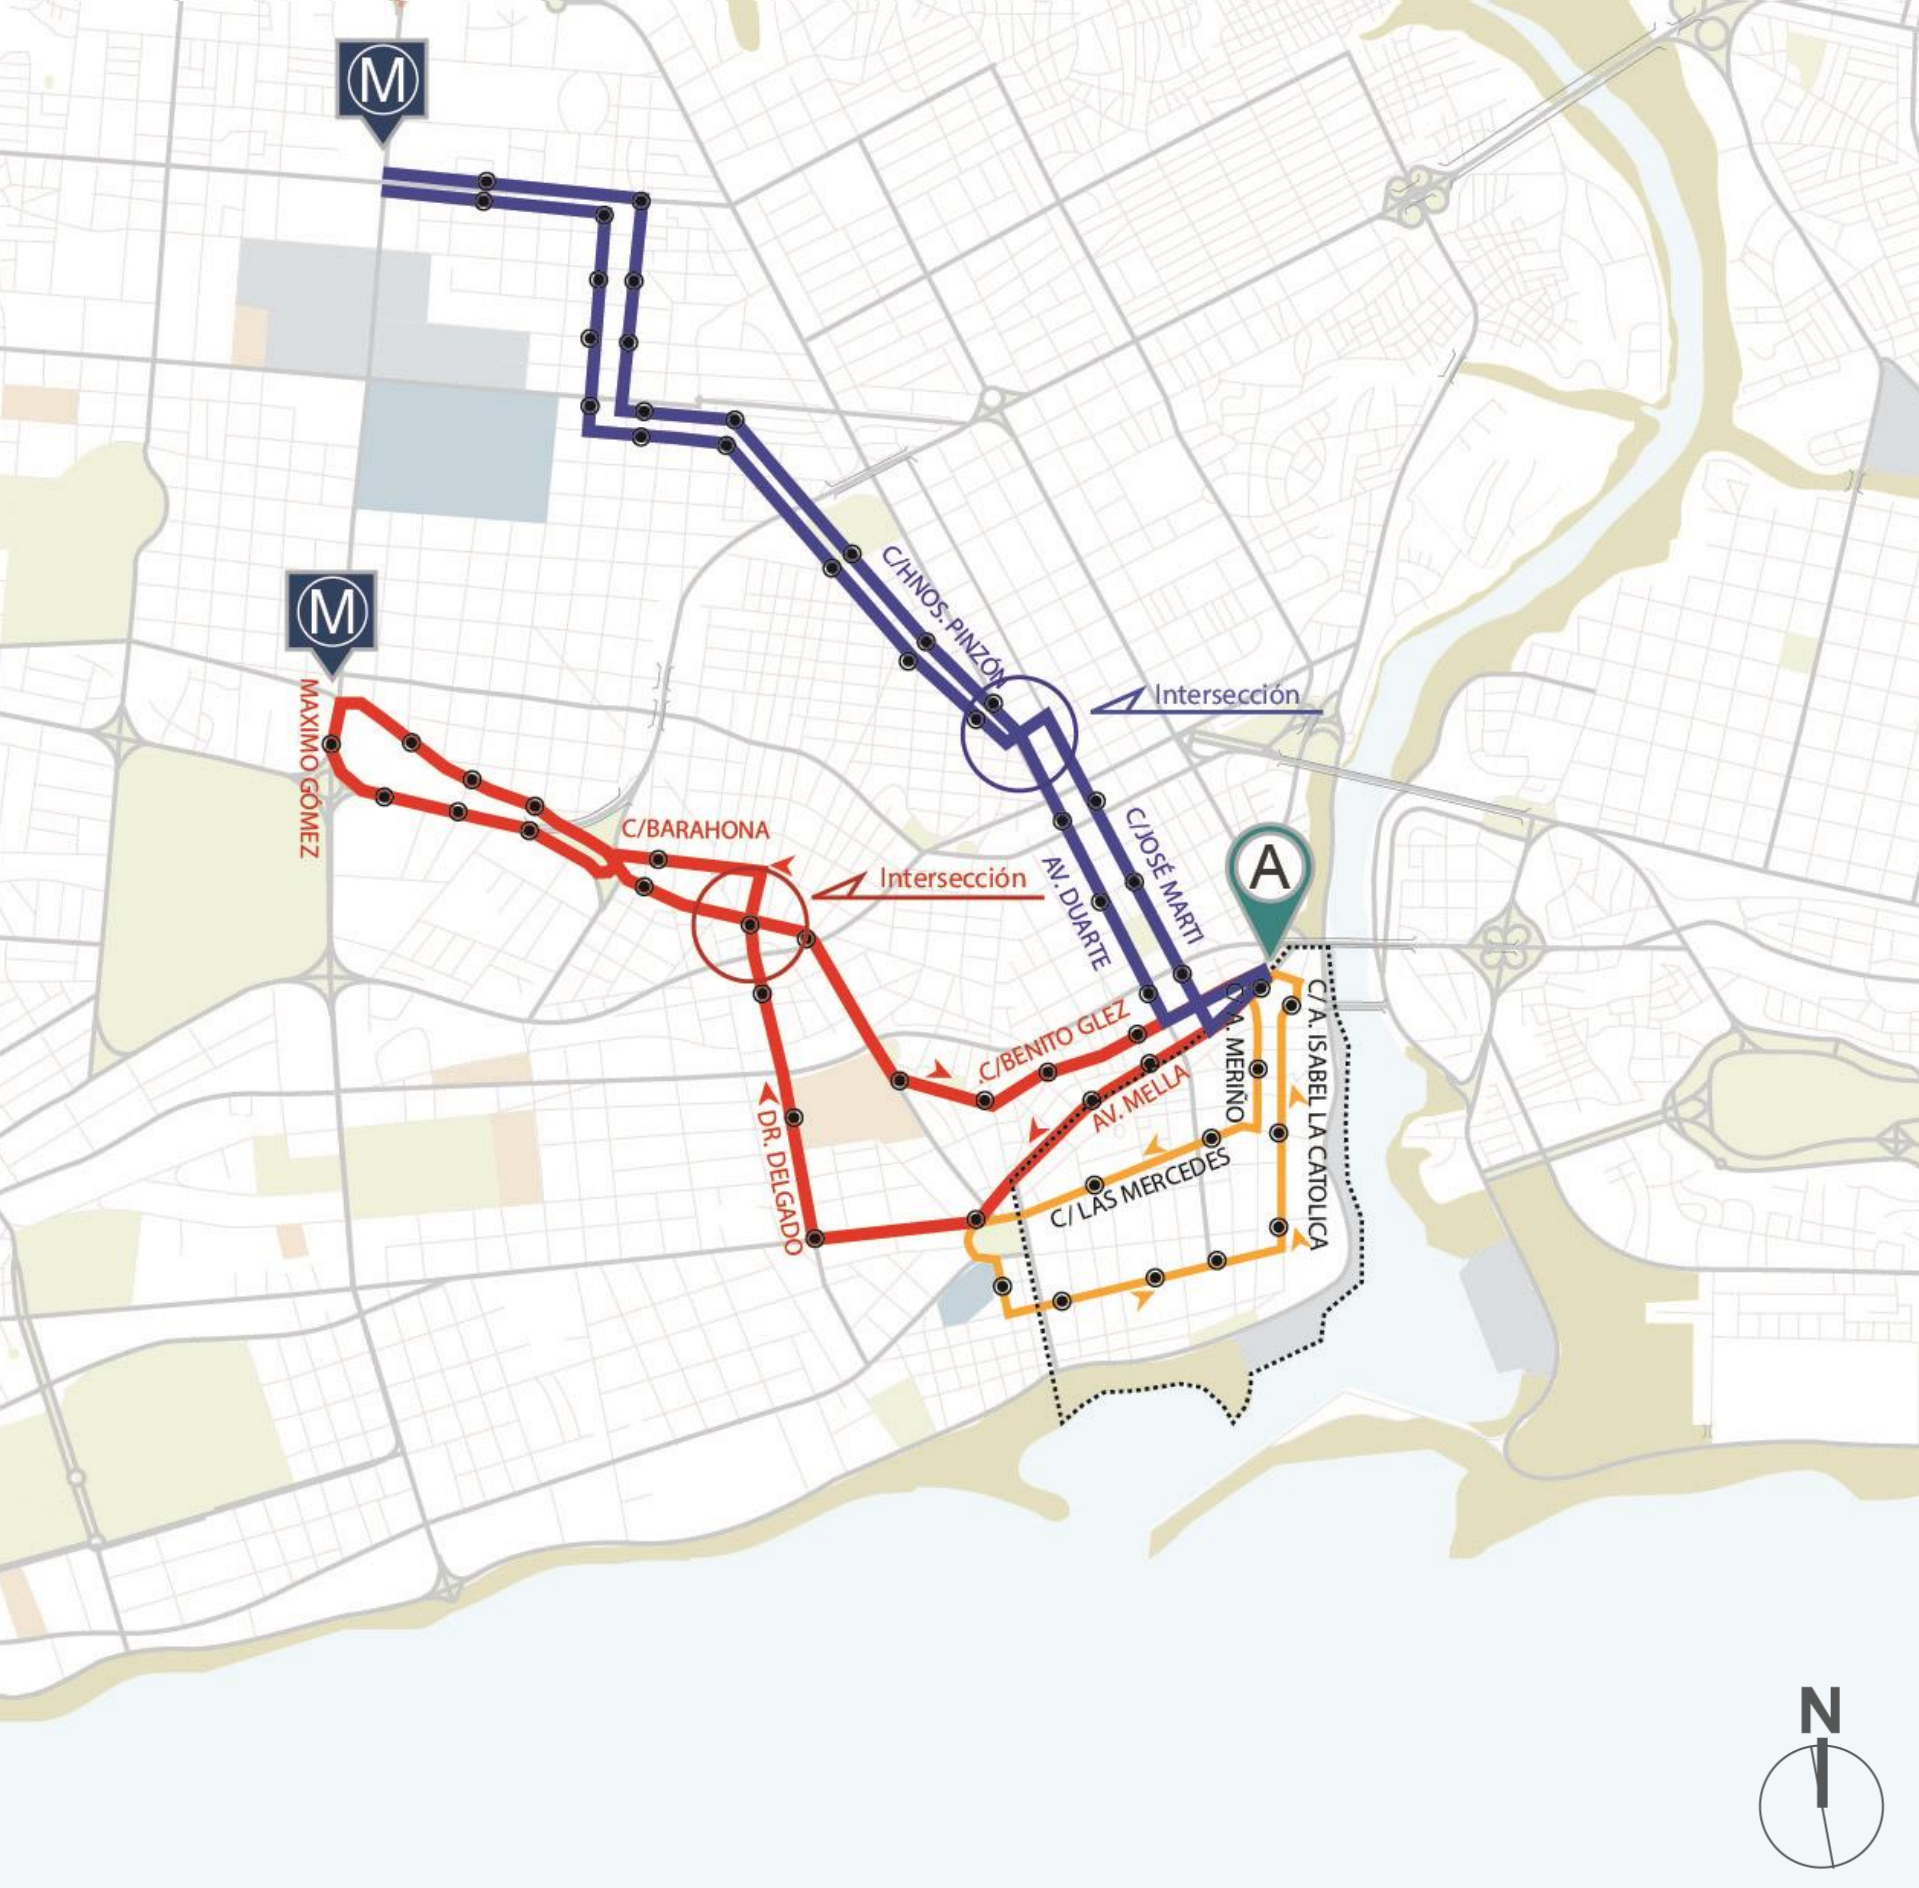 M
C/HNOS. PINZÓN
M
MAXIMO GÓMEZ
Intersección
C/BARAHONA
Intersección
C/JOSÉ MARTI
AV. DUARTE
A
.C/BENITO GLEZ
AV. MELLA
C/A. MERIÑO
C/ A. ISABEL LA CATOLICA
DR. DELGADO
C/ LAS MERCEDES
N